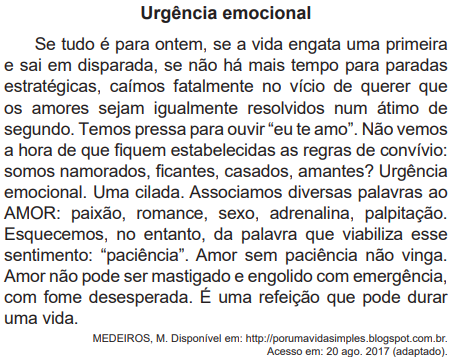 Urgência emocional
Se tudo é para ontem, se a vida engata uma primeira
e sai em disparada, se não há mais tempo para paradas
estratégicas, caímos fatalmente no vício de querer que
os amores sejam igualmente resolvidos num átimo de
segundo. Temos pressa para ouvir “eu te amo”. Não vemos
a hora de que fiquem estabelecidas as regras de convívio:
somos namorados, ficantes, casados, amantes? Urgência
emocional. Uma cilada. Associamos diversas palavras ao
AMOR: paixão, romance, sexo, adrenalina, palpitação.
Esquecemos, no entanto, da palavra que viabiliza esse
sentimento: “paciência”. Amor sem paciência não vinga.
Amor não pode ser mastigado e engolido com emergência,
com fome desesperada. É uma refeição que pode durar
uma vida.
MEDEIROS, M. Disponível em: http://porumavidasimples.blogspot.com.br.
Acesso em: 20 ago. 2017 (adaptado).